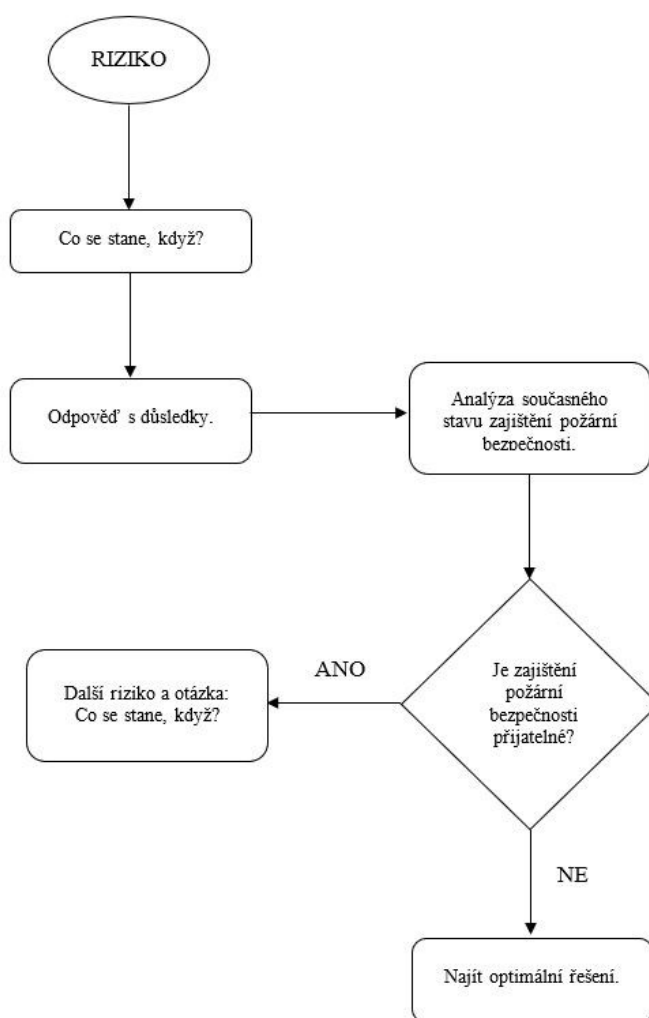 RIZIKO
Co se stane, když?
Odpověď s důsledky.
Analýza současného
stavu zajištění požární
bezpečnosti.
Je zajištění
požární
bezpečnosti
přijatelné?
ANO
Další riziko a otázka:
Co se stane, když?
NE
Najít optimální řešení.